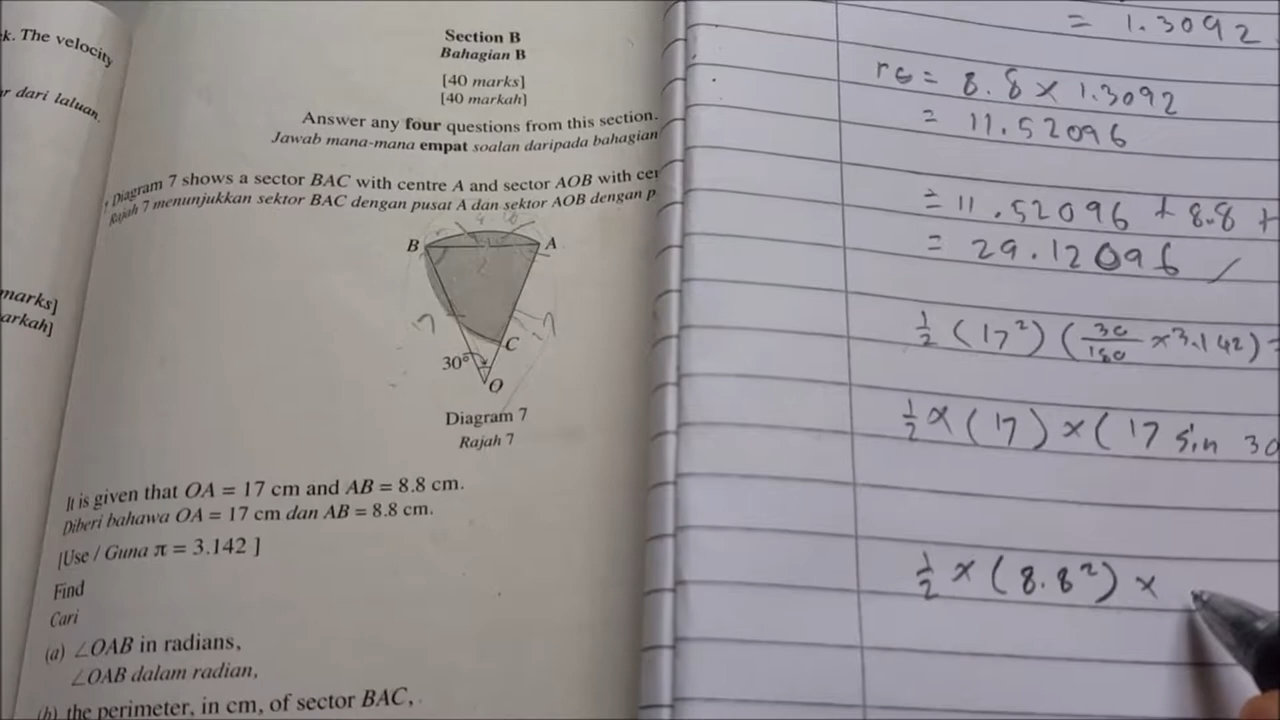 k. The velocity
r dari laluan.
marks]
arkah]
Section B
Bahagian B
[40 marks]
[40 markah]
Answer any four questions from this section.
Jawab mana-mana empat soalan daripada bahagian
Diagram 7 shows a sector BAC with centre A and sector AOB with cer
Rajah 7 menunjukkan sektor BAC dengan pusat A dan sektor AOB dengan p
B
A
7
7
C
30°
O
Diagram 7
Rajah 7
It is given that OA = 17 cm and AB = 8.8 cm.
Diberi bahawa OA = 17 cm dan AB = 8.8 cm.
[Use / Guna π = 3.142 ]
Find
Cari
(a) ∠OAB in radians,
∠OAB dalam radian,
(b) the perimeter, in cm, of sector BAC,
= 1.3092
rθ = 8.8 × 1.3092
= 11.52096
= 11.52096 + 8.8 +
= 29.12096 /
1/2 (17²) (30/180 × 3.142) =
1/2 × (17) × (17 sin 30
1/2 × (8.8²) ×